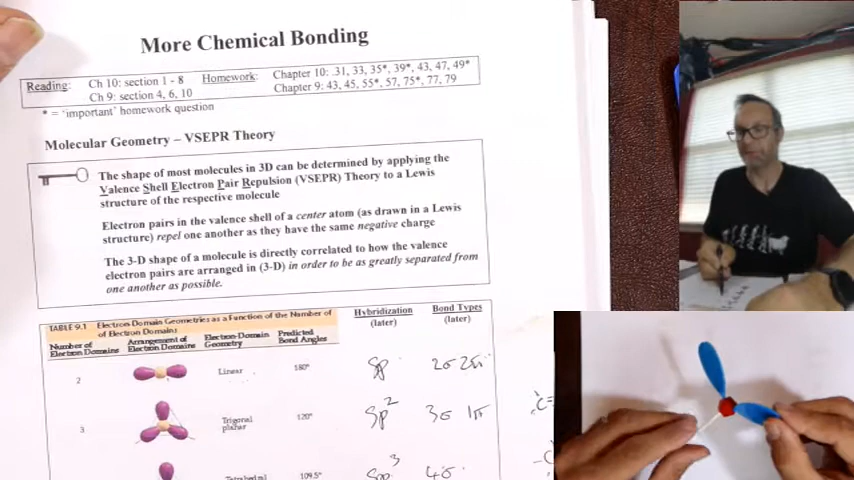 More Chemical Bonding
Reading: Ch 10: section 1 - 8 Homework: Chapter 10: 31, 33, 35*, 39*, 43, 47, 49*
Ch 9: section 4, 6, 10 Chapter 9: 43, 45, 55*, 57, 75*, 77, 79
* = 'important' homework question
Molecular Geometry – VSEPR Theory
The shape of most molecules in 3D can be determined by applying the
Valence Shell Electron Pair Repulsion (VSEPR) Theory to a Lewis
structure of the respective molecule
Electron pairs in the valence shell of a center atom (as drawn in a Lewis
structure) repel one another as they have the same negative charge
The 3-D shape of a molecule is directly correlated to how the valence
electron pairs are arranged in (3-D) in order to be as greatly separated from
one another as possible.
TABLE 9.1 Electron Domain Geometries as a Function of the Number
of Electron Domains
Hybridization Bond Types
(later) (later)
Number of Electron Domains
Arrangement of Electron Domains
Electron-Domain Geometry
Predicted Bond Angles
2 Linear 180° sp 2σ 2π
3 Trigonal planar 120° sp² 3σ 1π
Tetrahedral 109.5° sp³ 4σ